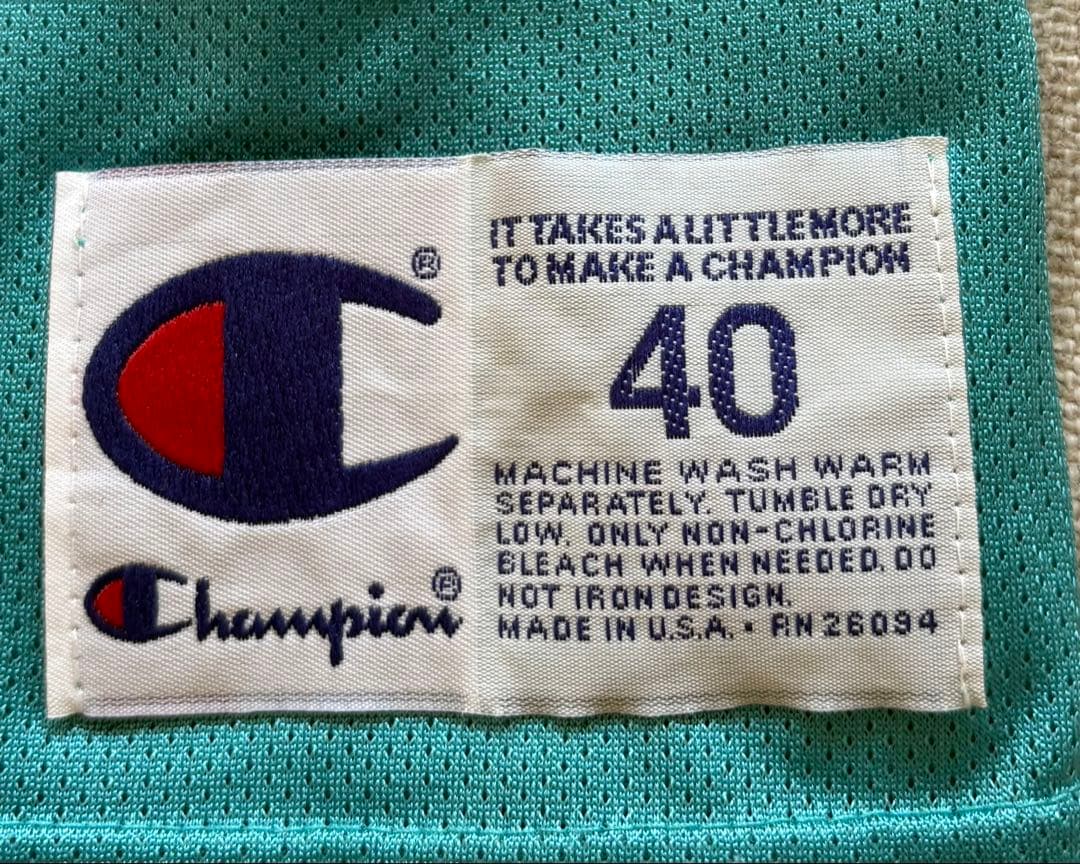 ®
Champion®
IT TAKES A LITTLE MORE
TO MAKE A CHAMPION
40
MACHINE WASH WARM
SEPARATELY. TUMBLE DRY
LOW. ONLY NON-CHLORINE
BLEACH WHEN NEEDED. DO
NOT IRON DESIGN.
MADE IN U.S.A. • RN 26094